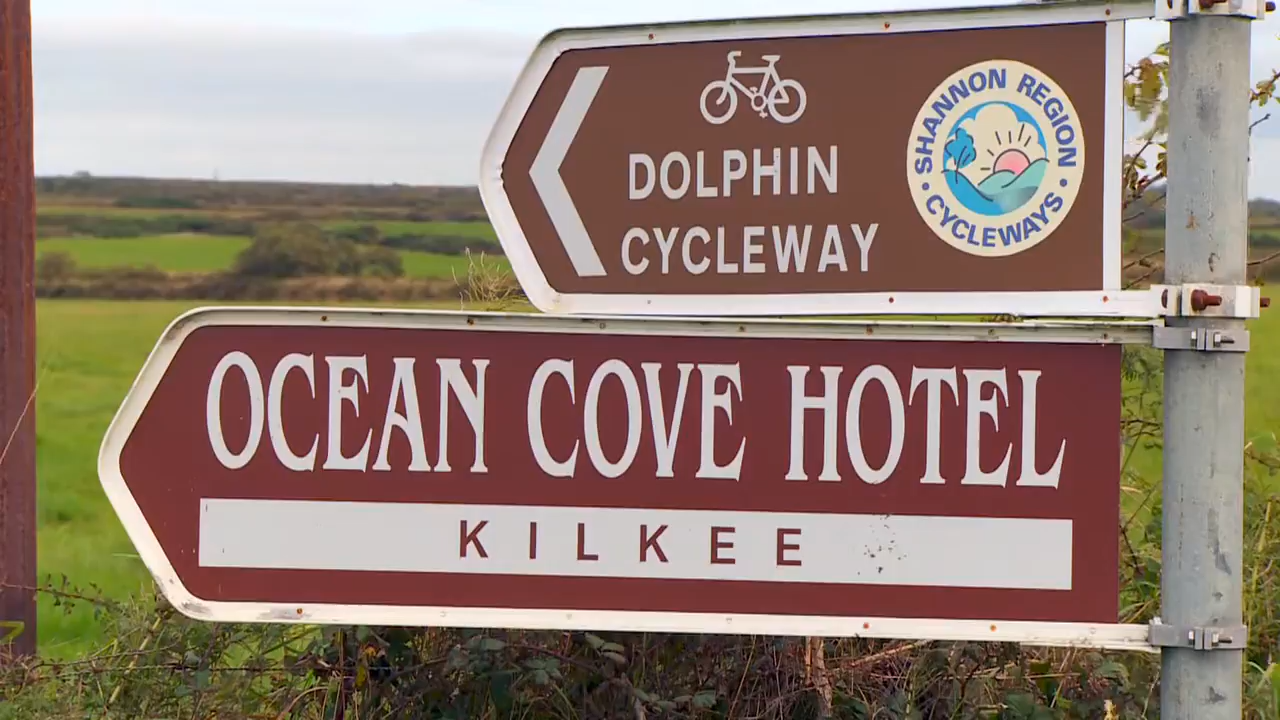 DOLPHIN
CYCLEWAY
SHANNON REGION
• CYCLEWAYS •
OCEAN COVE HOTEL
KILKEE